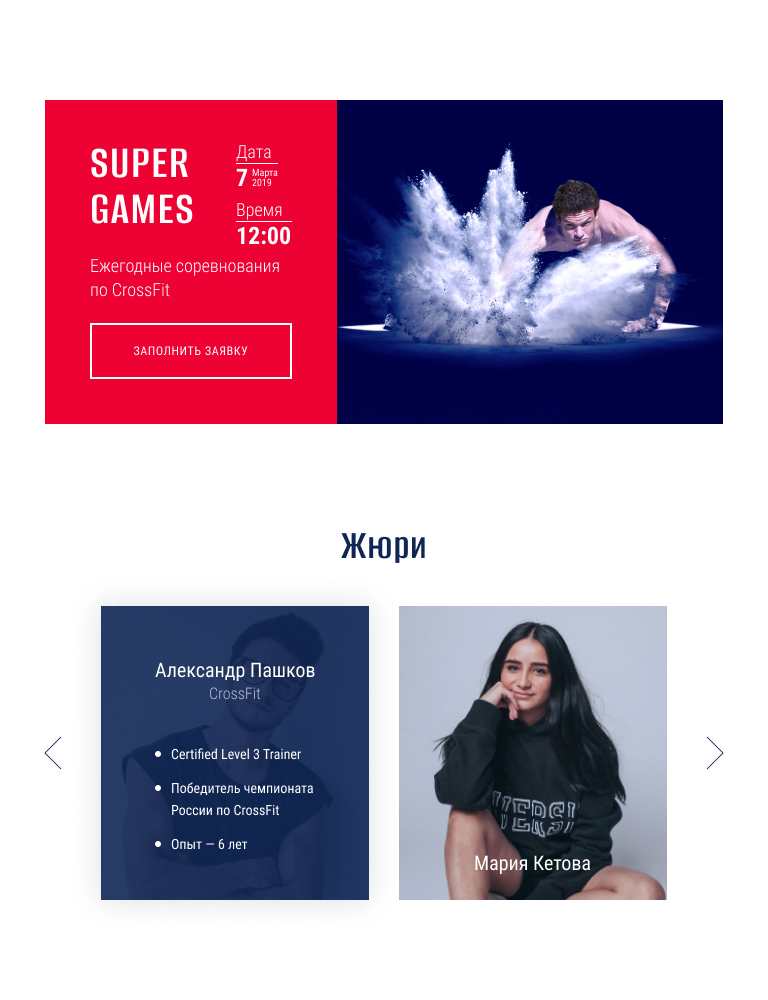 SUPER
GAMES
Дата
7 Марта
2019
Время
12:00
Ежегодные соревнования
по CrossFit
ЗАПОЛНИТЬ ЗАЯВКУ
Жюри
Александр Пашков
CrossFit
Certified Level 3 Trainer
Победитель чемпионата
России по CrossFit
Опыт — 6 лет
VERSI
Мария Кетова